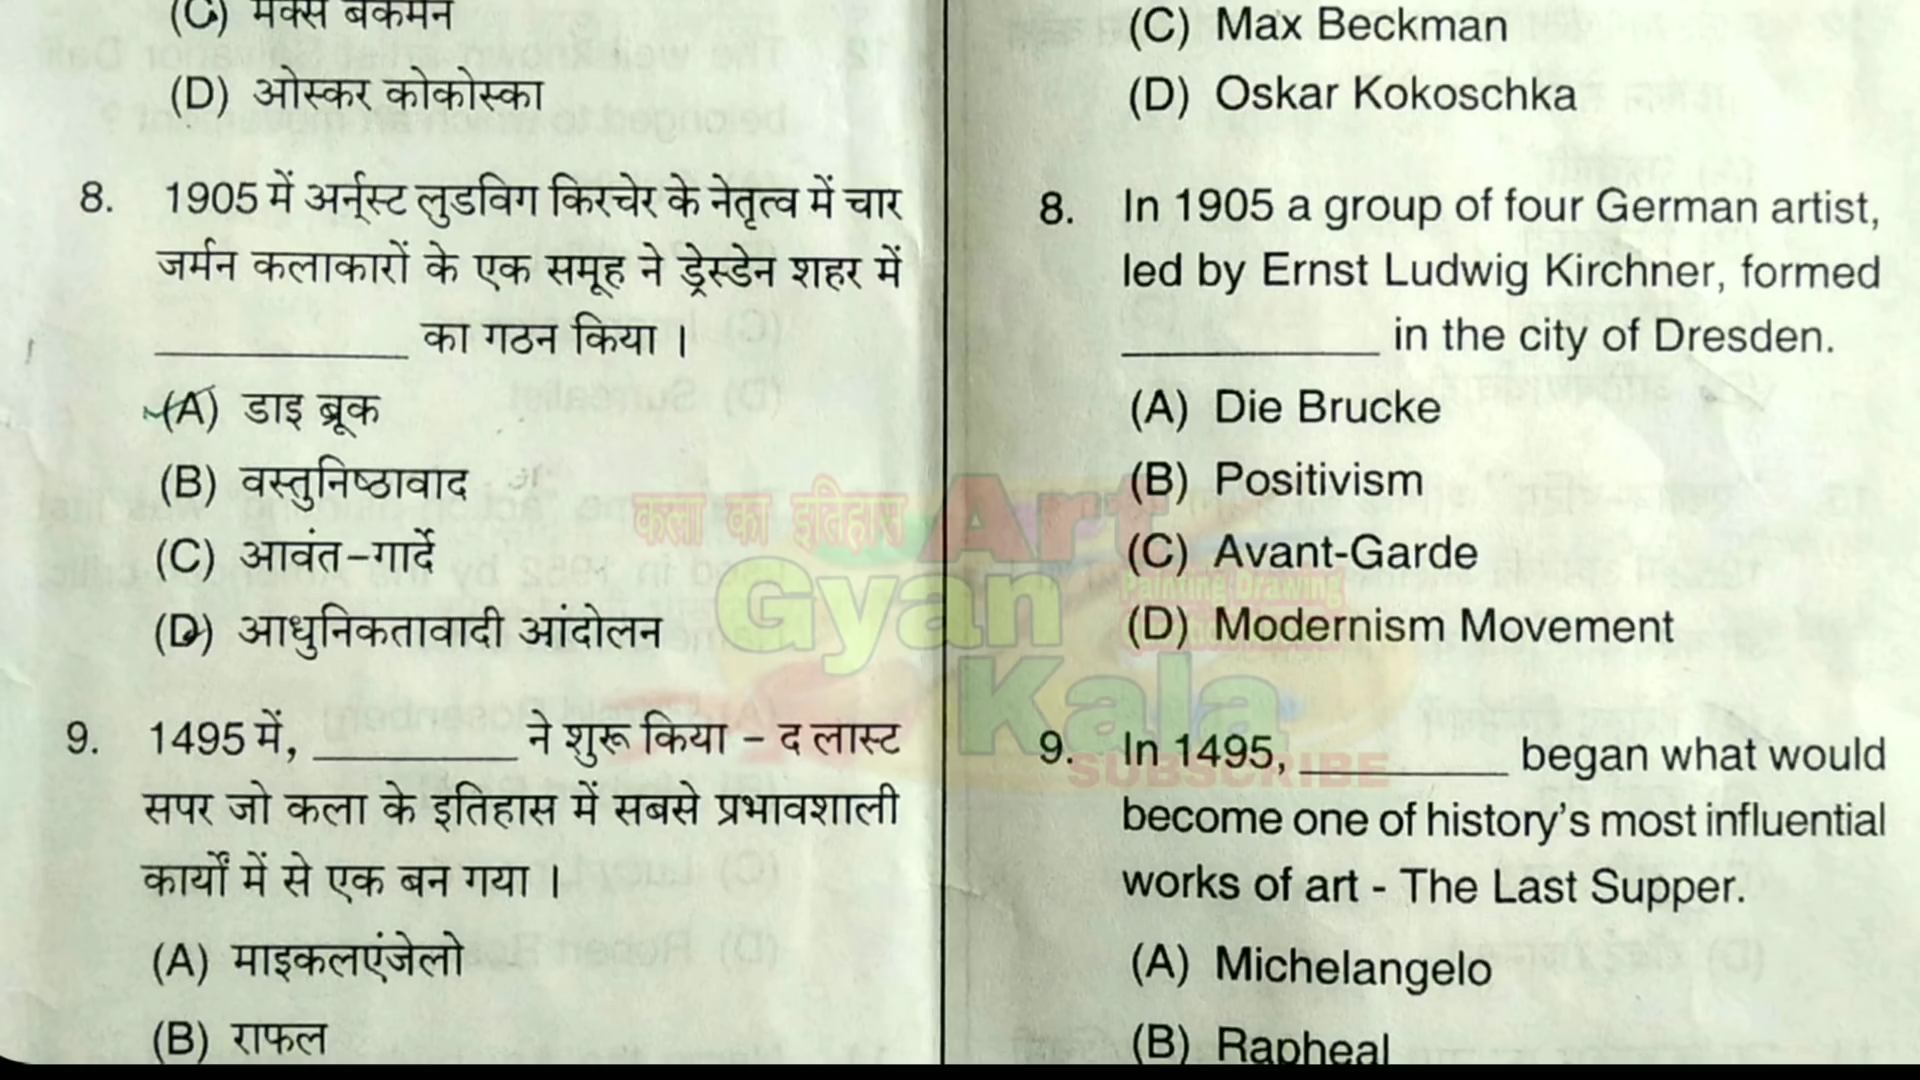 (C) मैक्स बेकमैन
(D) ओस्कर कोकोस्का
8. 1905 में अर्न्स्ट लुडविग किरचेर के नेतृत्व में चार
जर्मन कलाकारों के एक समूह ने ड्रेस्डेन शहर में
____________ का गठन किया ।
(A) डाइ ब्रूक
(B) वस्तुनिष्ठावाद
(C) आवंत-गार्दे
(D) आधुनिकतावादी आंदोलन
9. 1495 में, __________ ने शुरू किया – द लास्ट
सपर जो कला के इतिहास में सबसे प्रभावशाली
कार्यों में से एक बन गया ।
(A) माइकलएंजेलो
(B) राफल
(C) Max Beckman
(D) Oskar Kokoschka
8. In 1905 a group of four German artist,
led by Ernst Ludwig Kirchner, formed
____________ in the city of Dresden.
(A) Die Brucke
(B) Positivism
(C) Avant-Garde
(D) Modernism Movement
9. In 1495, __________ began what would
become one of history's most influential
works of art - The Last Supper.
(A) Michelangelo
(B) Rapheal
कला का इतिहास Art
Gyan Painting Drawing
Kala
SUBSCRIBE